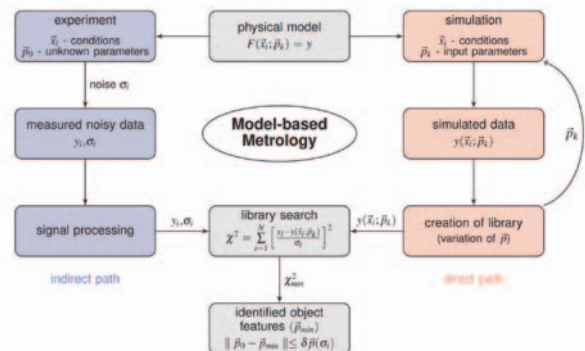 experiment
x⃗ᵢ - conditions
p⃗₀ - unknown parameters
physical model
F(x⃗ᵢ; p⃗ₖ) = y
simulation
x⃗ᵢ - conditions
p⃗ₖ - input parameters
noise σᵢ
measured noisy data
yᵢ, σᵢ
Model-based
Metrology
simulated data
y(x⃗ᵢ; p⃗ₖ)
p⃗ₖ
signal processing
yᵢ, σᵢ
library search
χ² = ∑ᵢ₌₁ᴺ [(yᵢ−y(x⃗ᵢ;p⃗ₖ))/σᵢ]²
y(x⃗ᵢ; p⃗ₖ)
creation of library
(variation of p⃗)
indirect path
direct path
χ²ₘᵢₙ
identified object
features (p⃗ₘᵢₙ)
‖ p⃗₀ − p⃗ₘᵢₙ ‖≤ δp⃗(σᵢ)